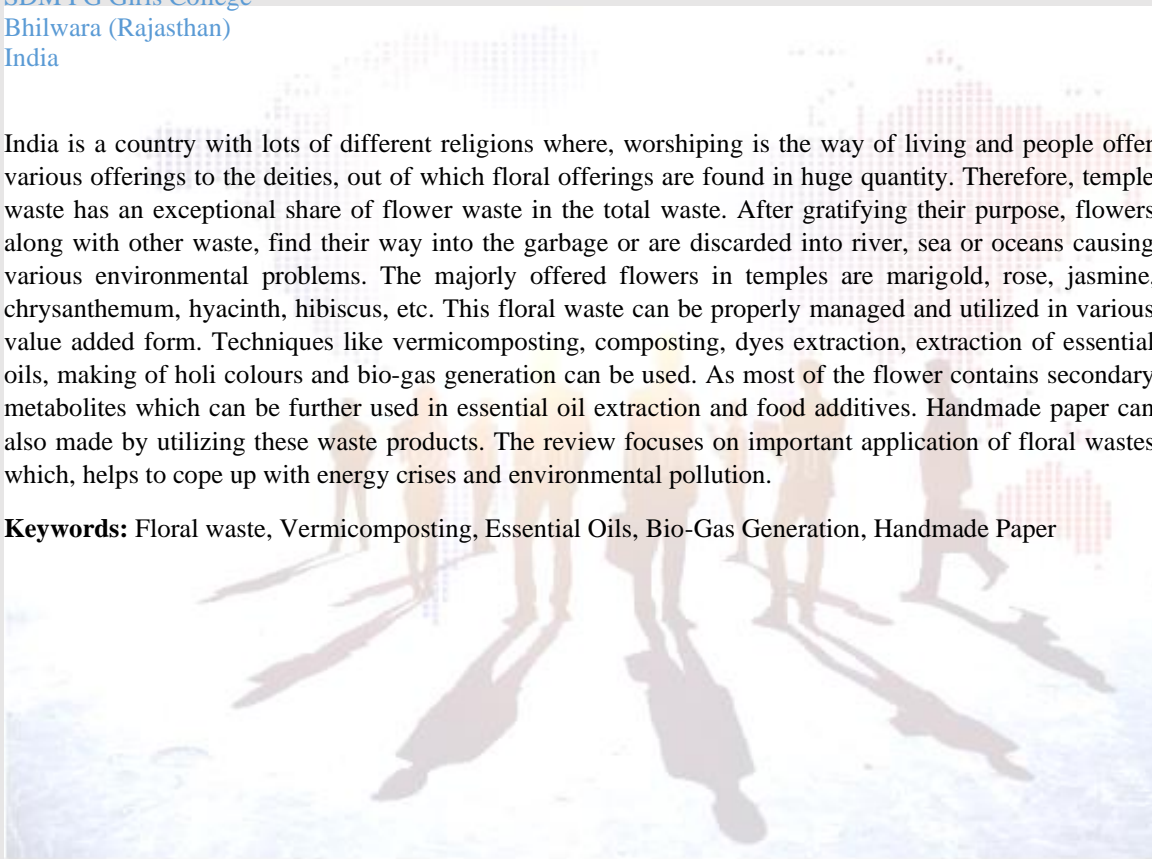 SDM PG Girls College
Bhilwara (Rajasthan)
India
India is a country with lots of different religions where, worshiping is the way of living and people offer
various offerings to the deities, out of which floral offerings are found in huge quantity. Therefore, temple
waste has an exceptional share of flower waste in the total waste. After gratifying their purpose, flowers
along with other waste, find their way into the garbage or are discarded into river, sea or oceans causing
various environmental problems. The majorly offered flowers in temples are marigold, rose, jasmine,
chrysanthemum, hyacinth, hibiscus, etc. This floral waste can be properly managed and utilized in various
value added form. Techniques like vermicomposting, composting, dyes extraction, extraction of essential
oils, making of holi colours and bio-gas generation can be used. As most of the flower contains secondary
metabolites which can be further used in essential oil extraction and food additives. Handmade paper can
also made by utilizing these waste products. The review focuses on important application of floral wastes
which, helps to cope up with energy crises and environmental pollution.
Keywords: Floral waste, Vermicomposting, Essential Oils, Bio-Gas Generation, Handmade Paper